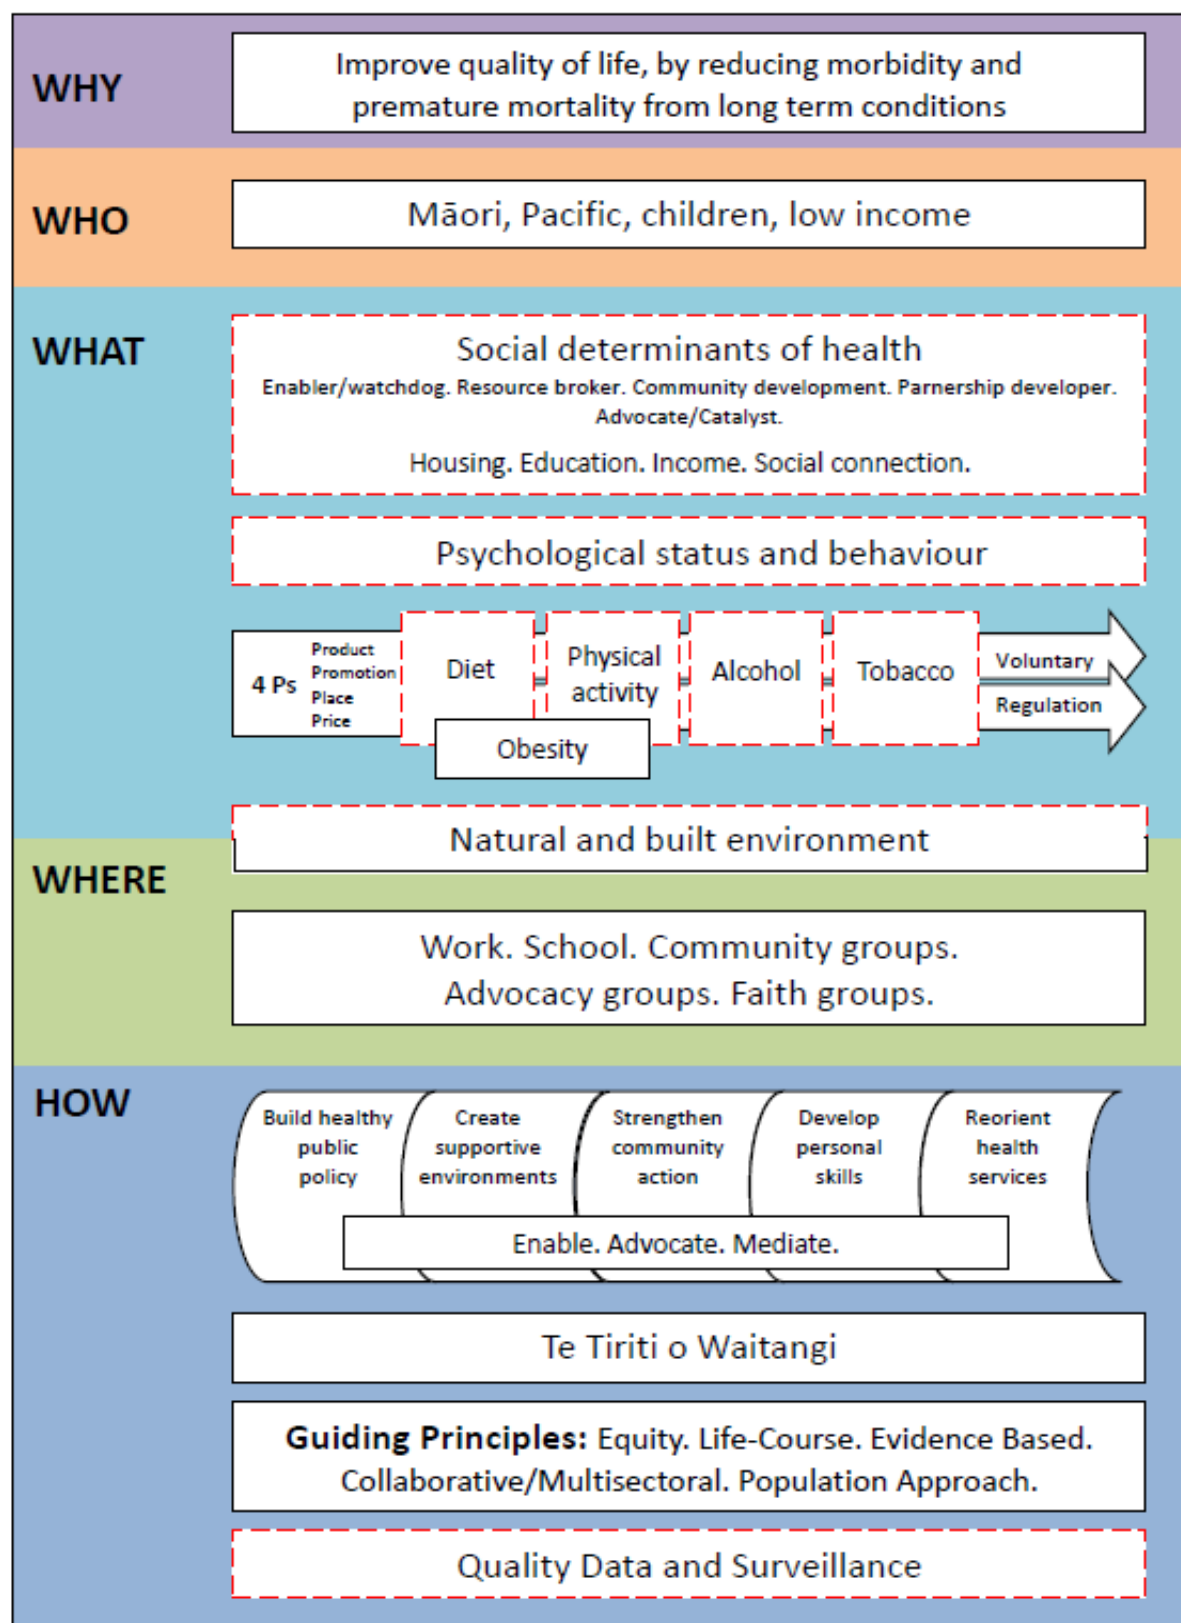 WHY
Improve quality of life, by reducing morbidity and
premature mortality from long term conditions
WHO
Māori, Pacific, children, low income
WHAT
Social determinants of health
Enabler/watchdog. Resource broker. Community development. Parnership developer.
Advocate/Catalyst.
Housing. Education. Income. Social connection.
Psychological status and behaviour
4 Ps
Product
Promotion
Place
Price
Diet
Physical
activity
Alcohol
Tobacco
Voluntary
Regulation
Obesity
Natural and built environment
WHERE
Work. School. Community groups.
Advocacy groups. Faith groups.
HOW
Build healthy
public
policy
Create
supportive
environments
Strengthen
community
action
Develop
personal
skills
Reorient
health
services
Enable. Advocate. Mediate.
Te Tiriti o Waitangi
Guiding Principles: Equity. Life-Course. Evidence Based.
Collaborative/Multisectoral. Population Approach.
Quality Data and Surveillance